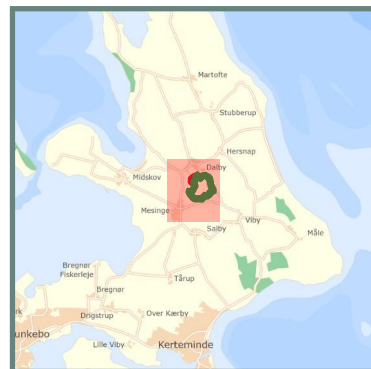 Martofte
Stubberup
Hersnap
Dalby
Midskov
Mesinge
Viby
Salby
Måle
Bregnør
Fiskerleje
Tårup
Bregnør
Drigstrup
Over Kærby
unkebo
Lille Viby
Kerteminde